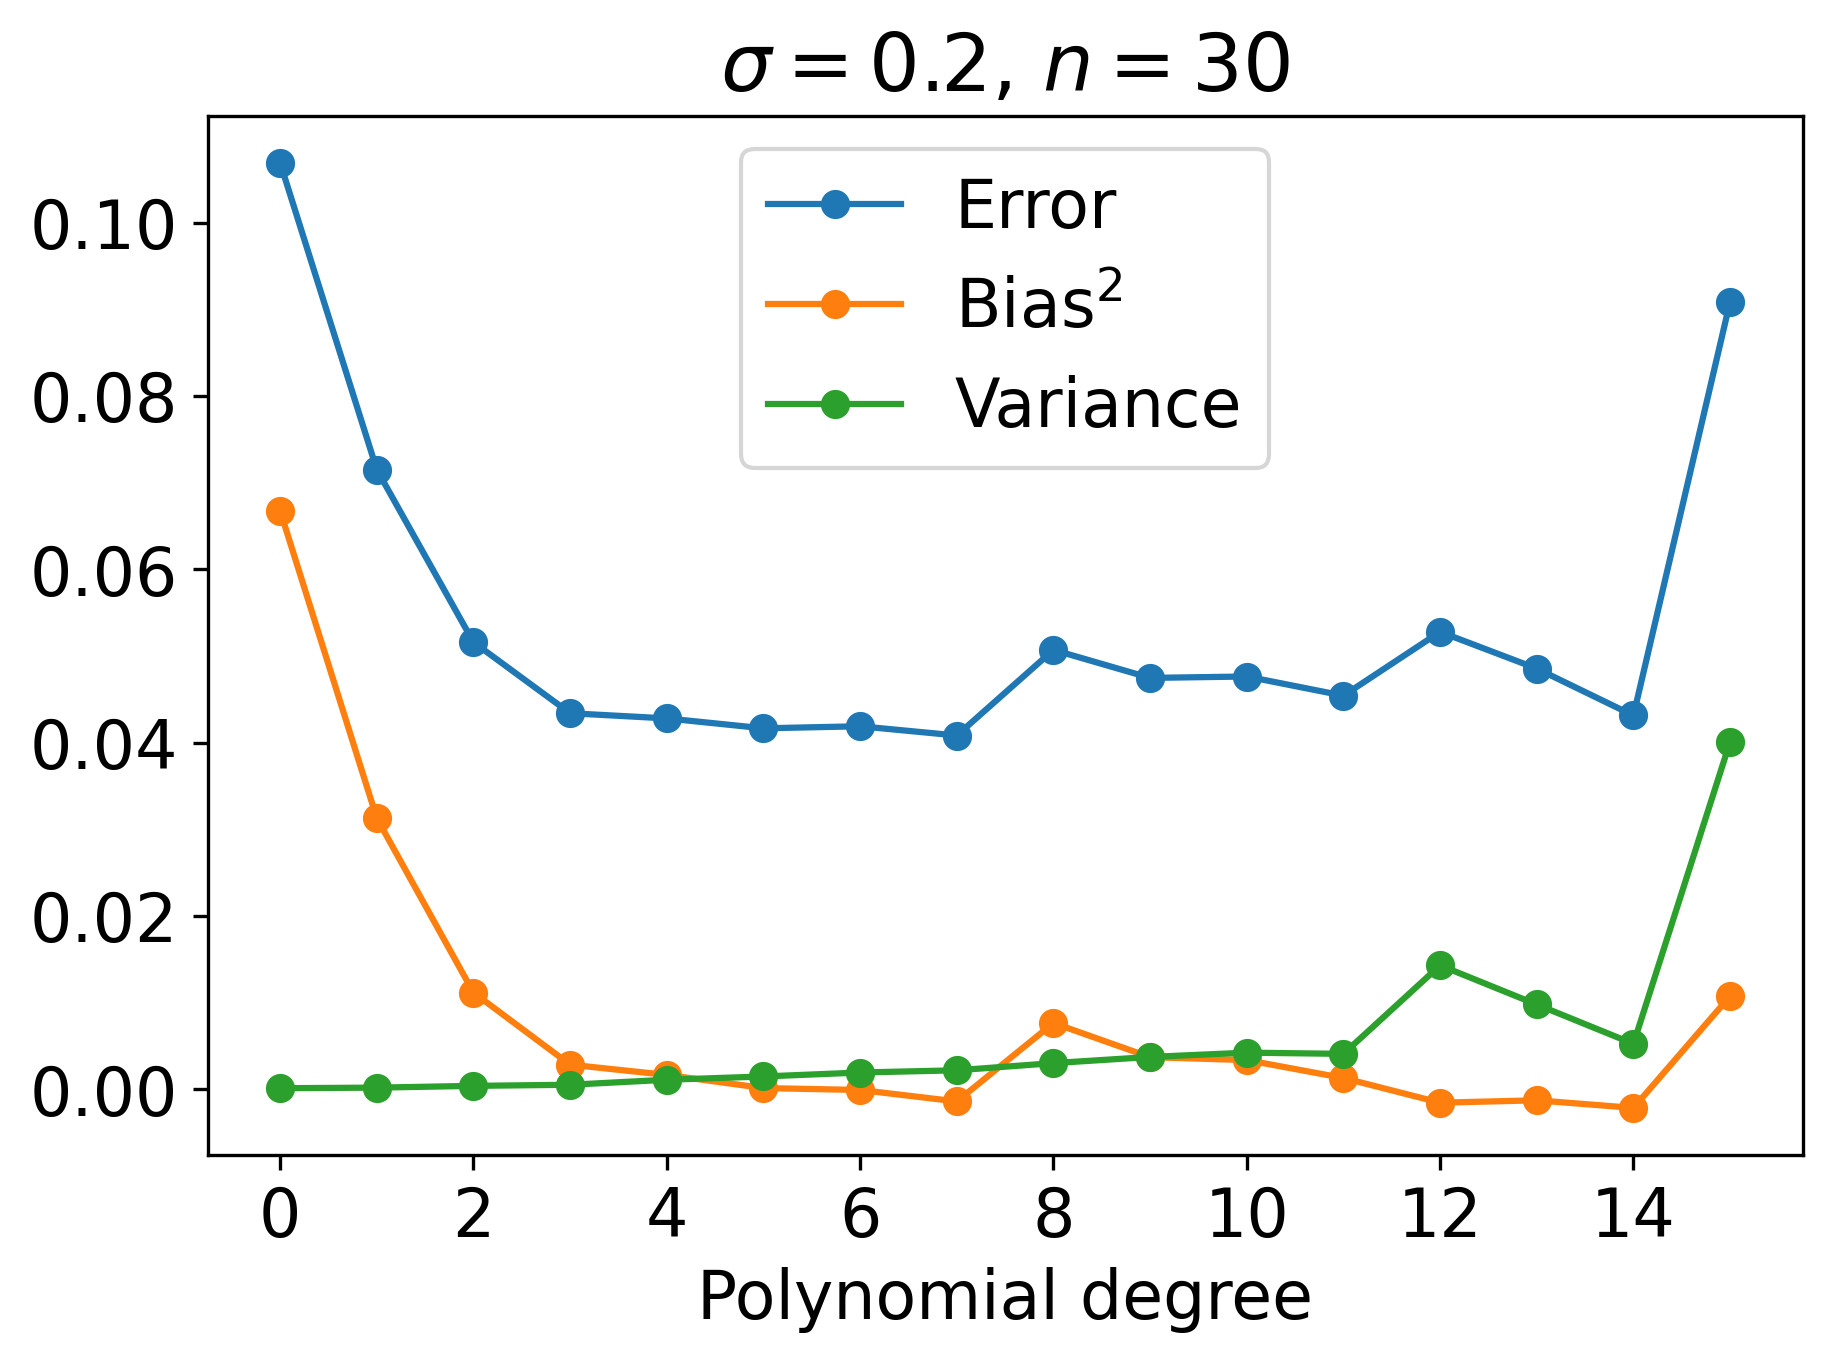 σ = 0.2, n = 30
Error
Bias²
Variance
0.10
0.08
0.06
0.04
0.02
0.00
0 2 4 6 8 10 12 14
Polynomial degree